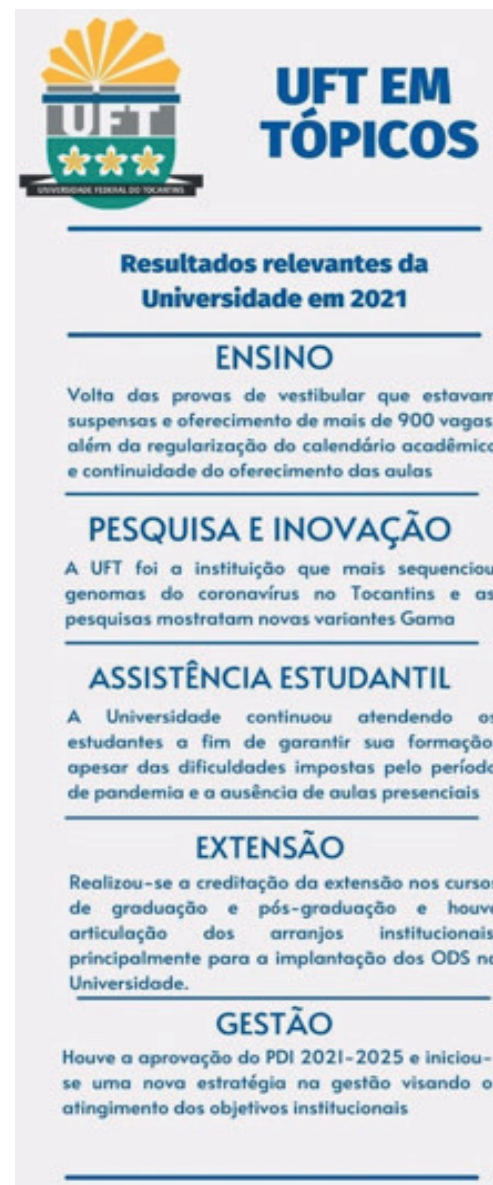 UFT
UNIVERSIDADE FEDERAL DO TOCANTINS
UFT EM
TÓPICOS
Resultados relevantes da
Universidade em 2021
ENSINO
Volta das provas de vestibular que estavam
suspensas e oferecimento de mais de 900 vagas
além da regularização do calendário acadêmico
e continuidade do oferecimento das aulas
PESQUISA E INOVAÇÃO
A UFT foi a instituição que mais sequenciou
genomas do coronavírus no Tocantins e as
pesquisas mostratam novas variantes Gama
ASSISTÊNCIA ESTUDANTIL
A Universidade continuou atendendo os
estudantes a fim de garantir sua formação
apesar das dificuldades impostas pelo período
de pandemia e a ausência de aulas presenciais
EXTENSÃO
Realizou-se a creditação da extensão nos cursos
de graduação e pós-graduação e houve
articulação dos arranjos institucionais
principalmente para a implantação dos ODS na
Universidade.
GESTÃO
Houve a aprovação do PDI 2021-2025 e iniciou-
se uma nova estratégia na gestão visando o
atingimento dos objetivos institucionais